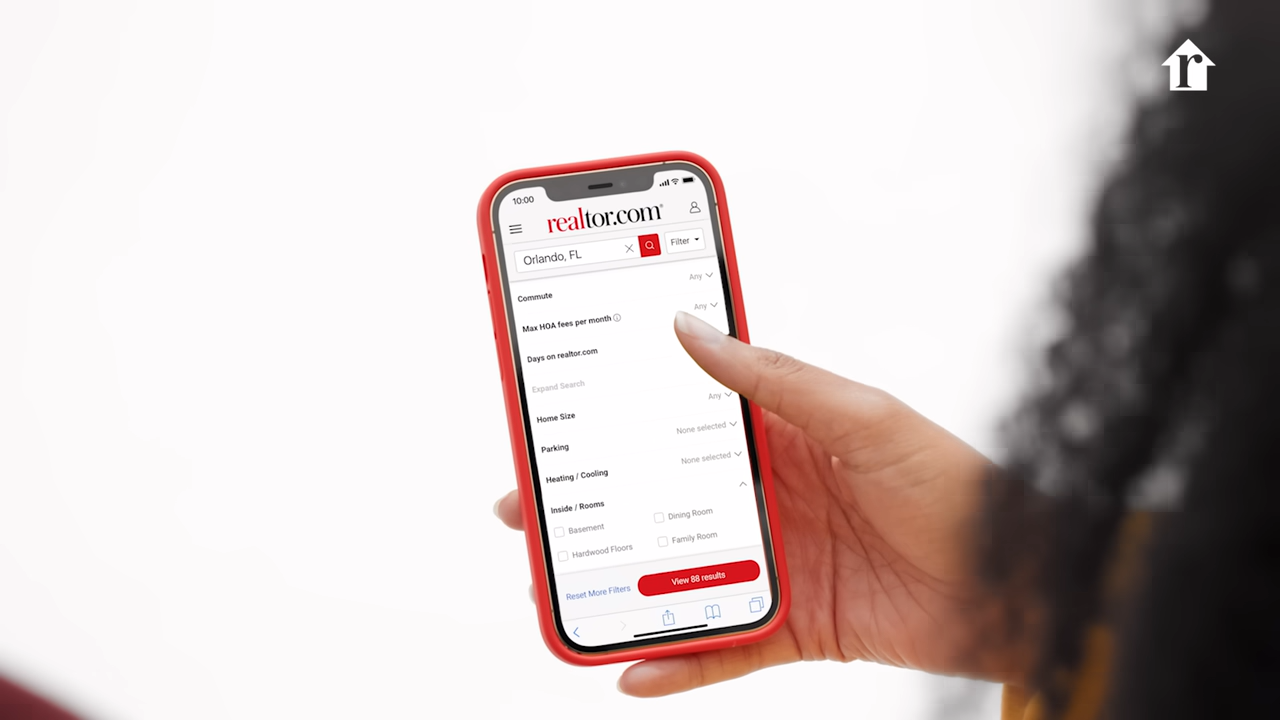 r
10:00
realtor.com®
Orlando, FL
Filter
Commute Any
Max HOA fees per month Any
Days on realtor.com
Expand Search
Home Size Any
Parking None selected
Heating / Cooling None selected
Inside / Rooms
Basement Dining Room
Hardwood Floors Family Room
Reset More Filters View 88 results